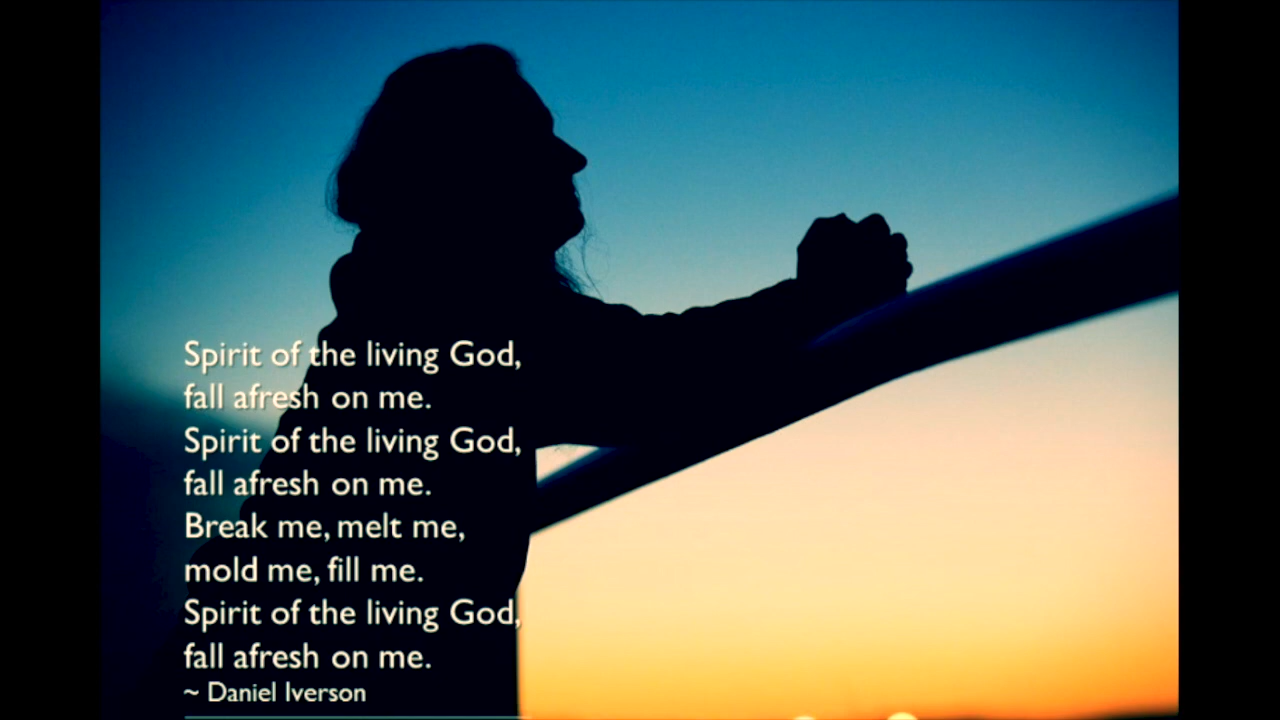 Spirit of the living God,
fall afresh on me.
Spirit of the living God,
fall afresh on me.
Break me, melt me,
mold me, fill me.
Spirit of the living God,
fall afresh on me.
~ Daniel Iverson